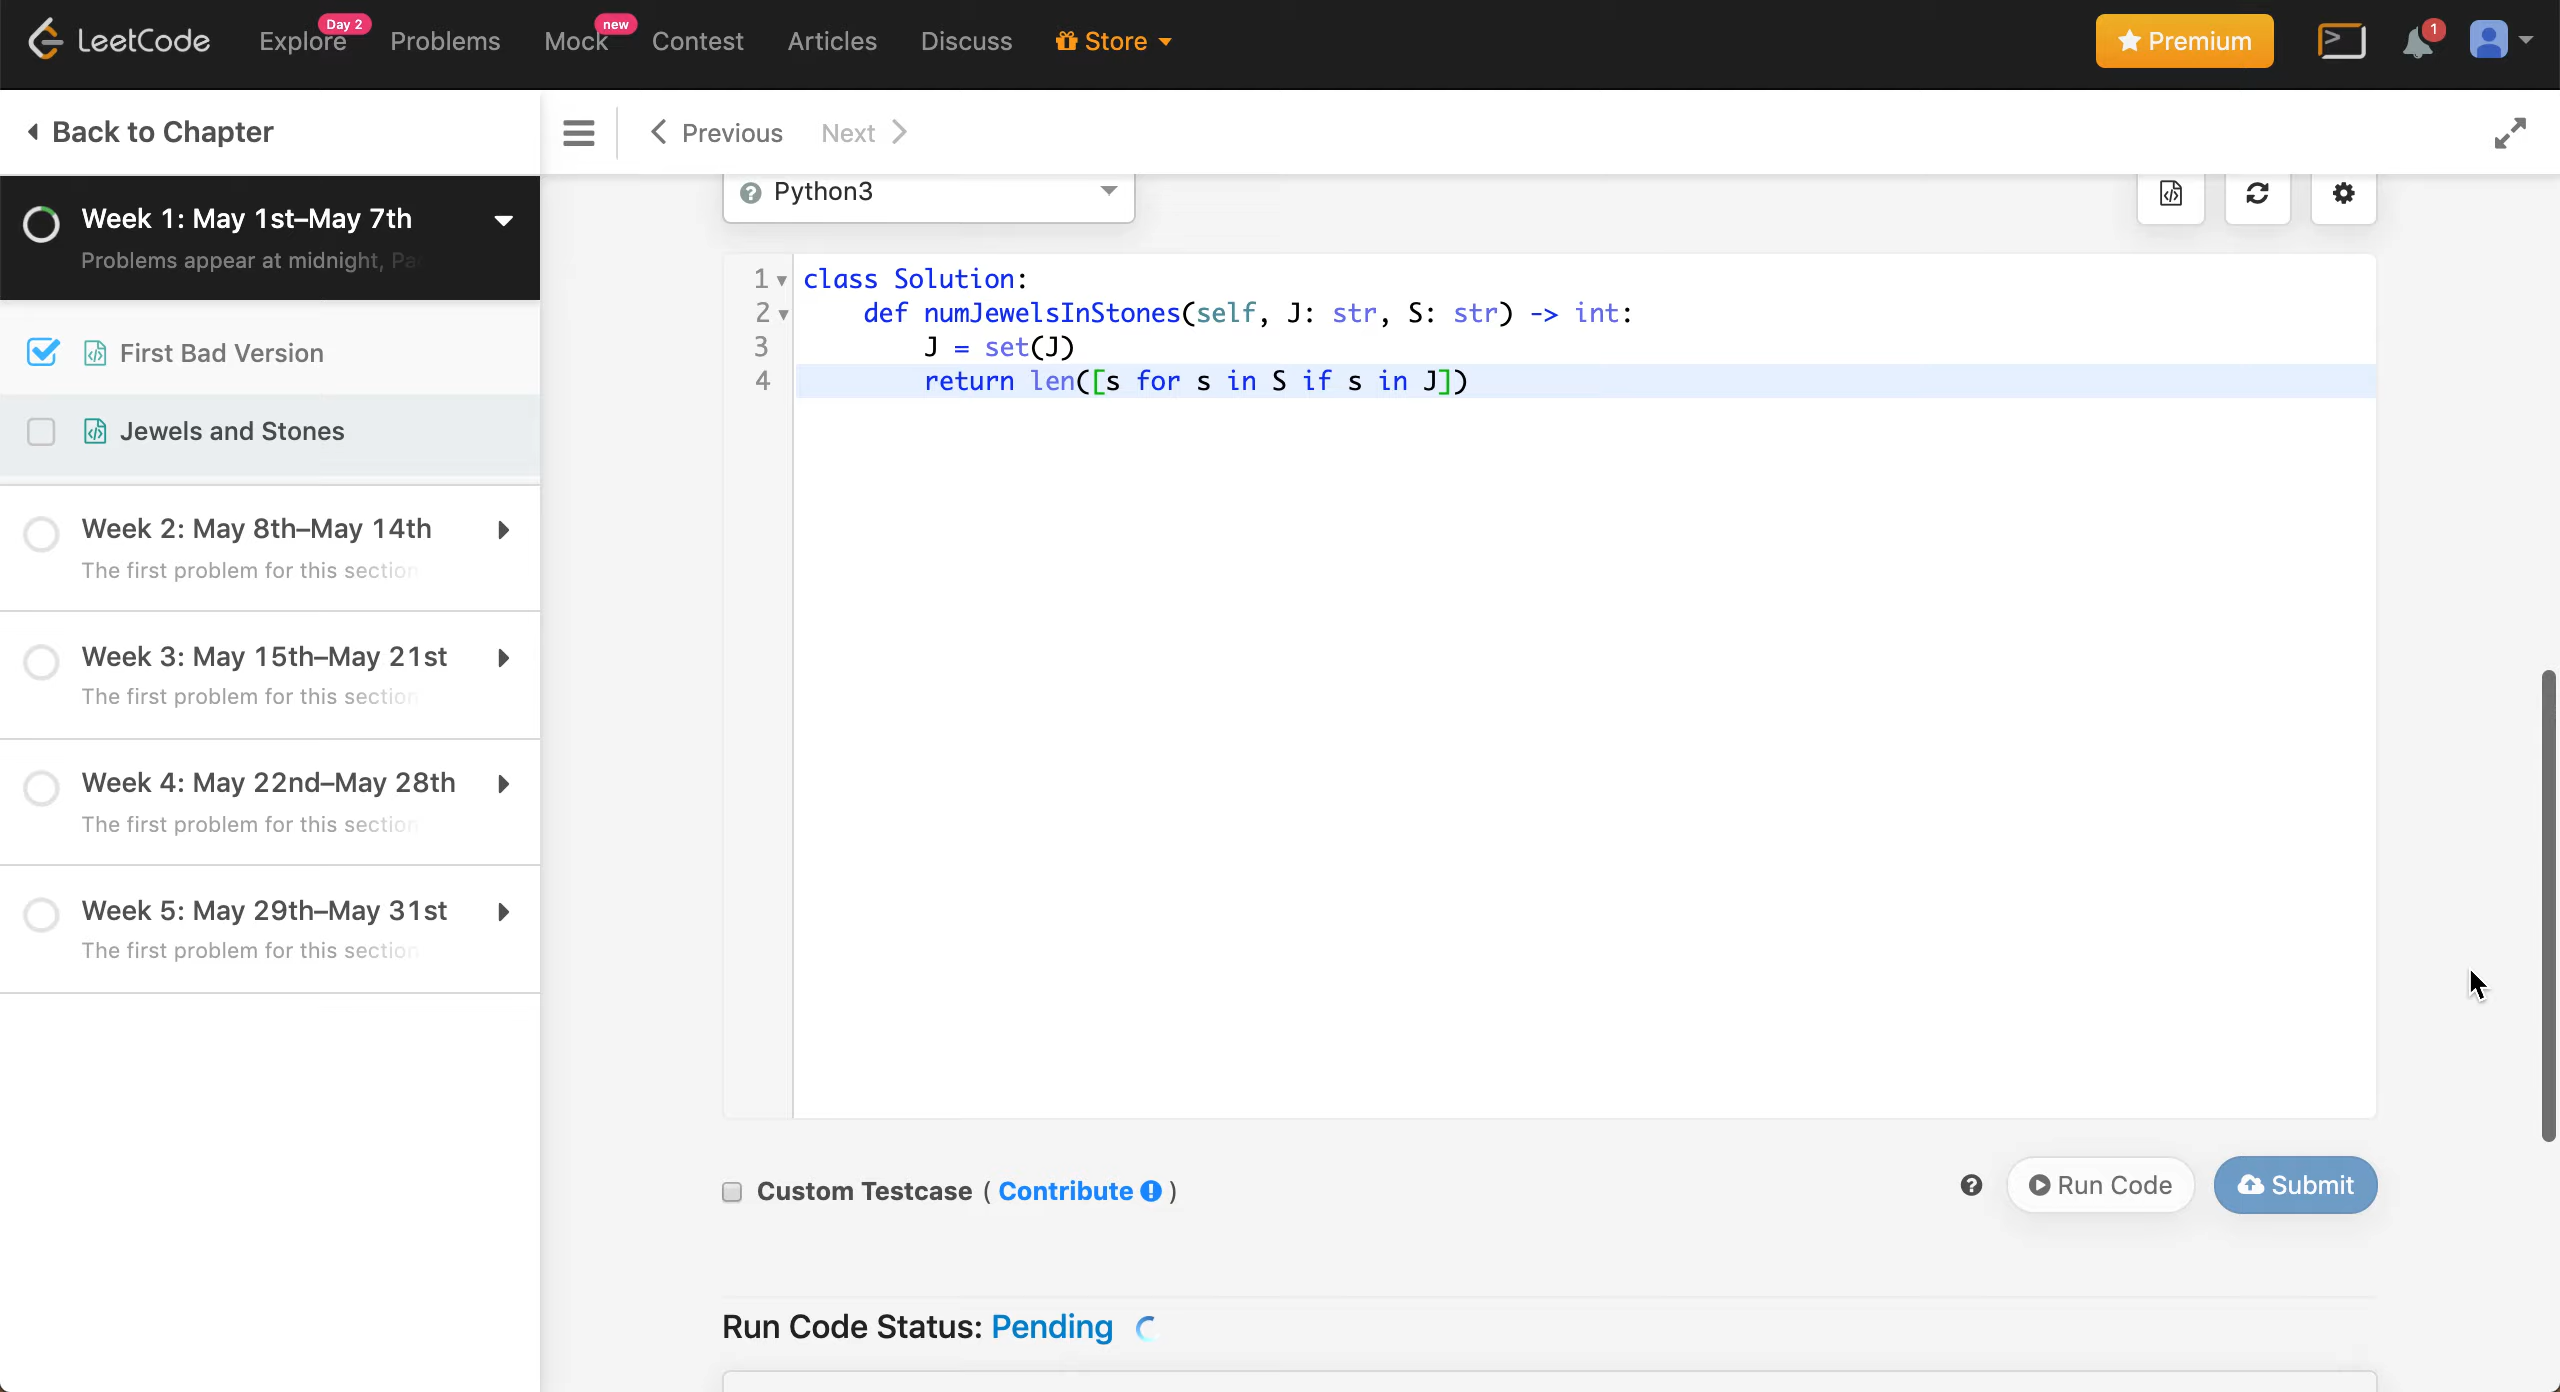 LeetCode
Explore
Day 2
Problems
Mock
new
Contest
Articles
Discuss
Store
Premium
1
Back to Chapter
Previous
Next
Week 1: May 1st–May 7th
Problems appear at midnight, Pac
First Bad Version
Jewels and Stones
Week 2: May 8th–May 14th
The first problem for this section
Week 3: May 15th–May 21st
The first problem for this section
Week 4: May 22nd–May 28th
The first problem for this section
Week 5: May 29th–May 31st
The first problem for this section
Python3
1 class Solution:
2 def numJewelsInStones(self, J: str, S: str) -> int:
3 J = set(J)
4 return len([s for s in S if s in J])
Custom Testcase ( Contribute )
Run Code
Submit
Run Code Status: Pending